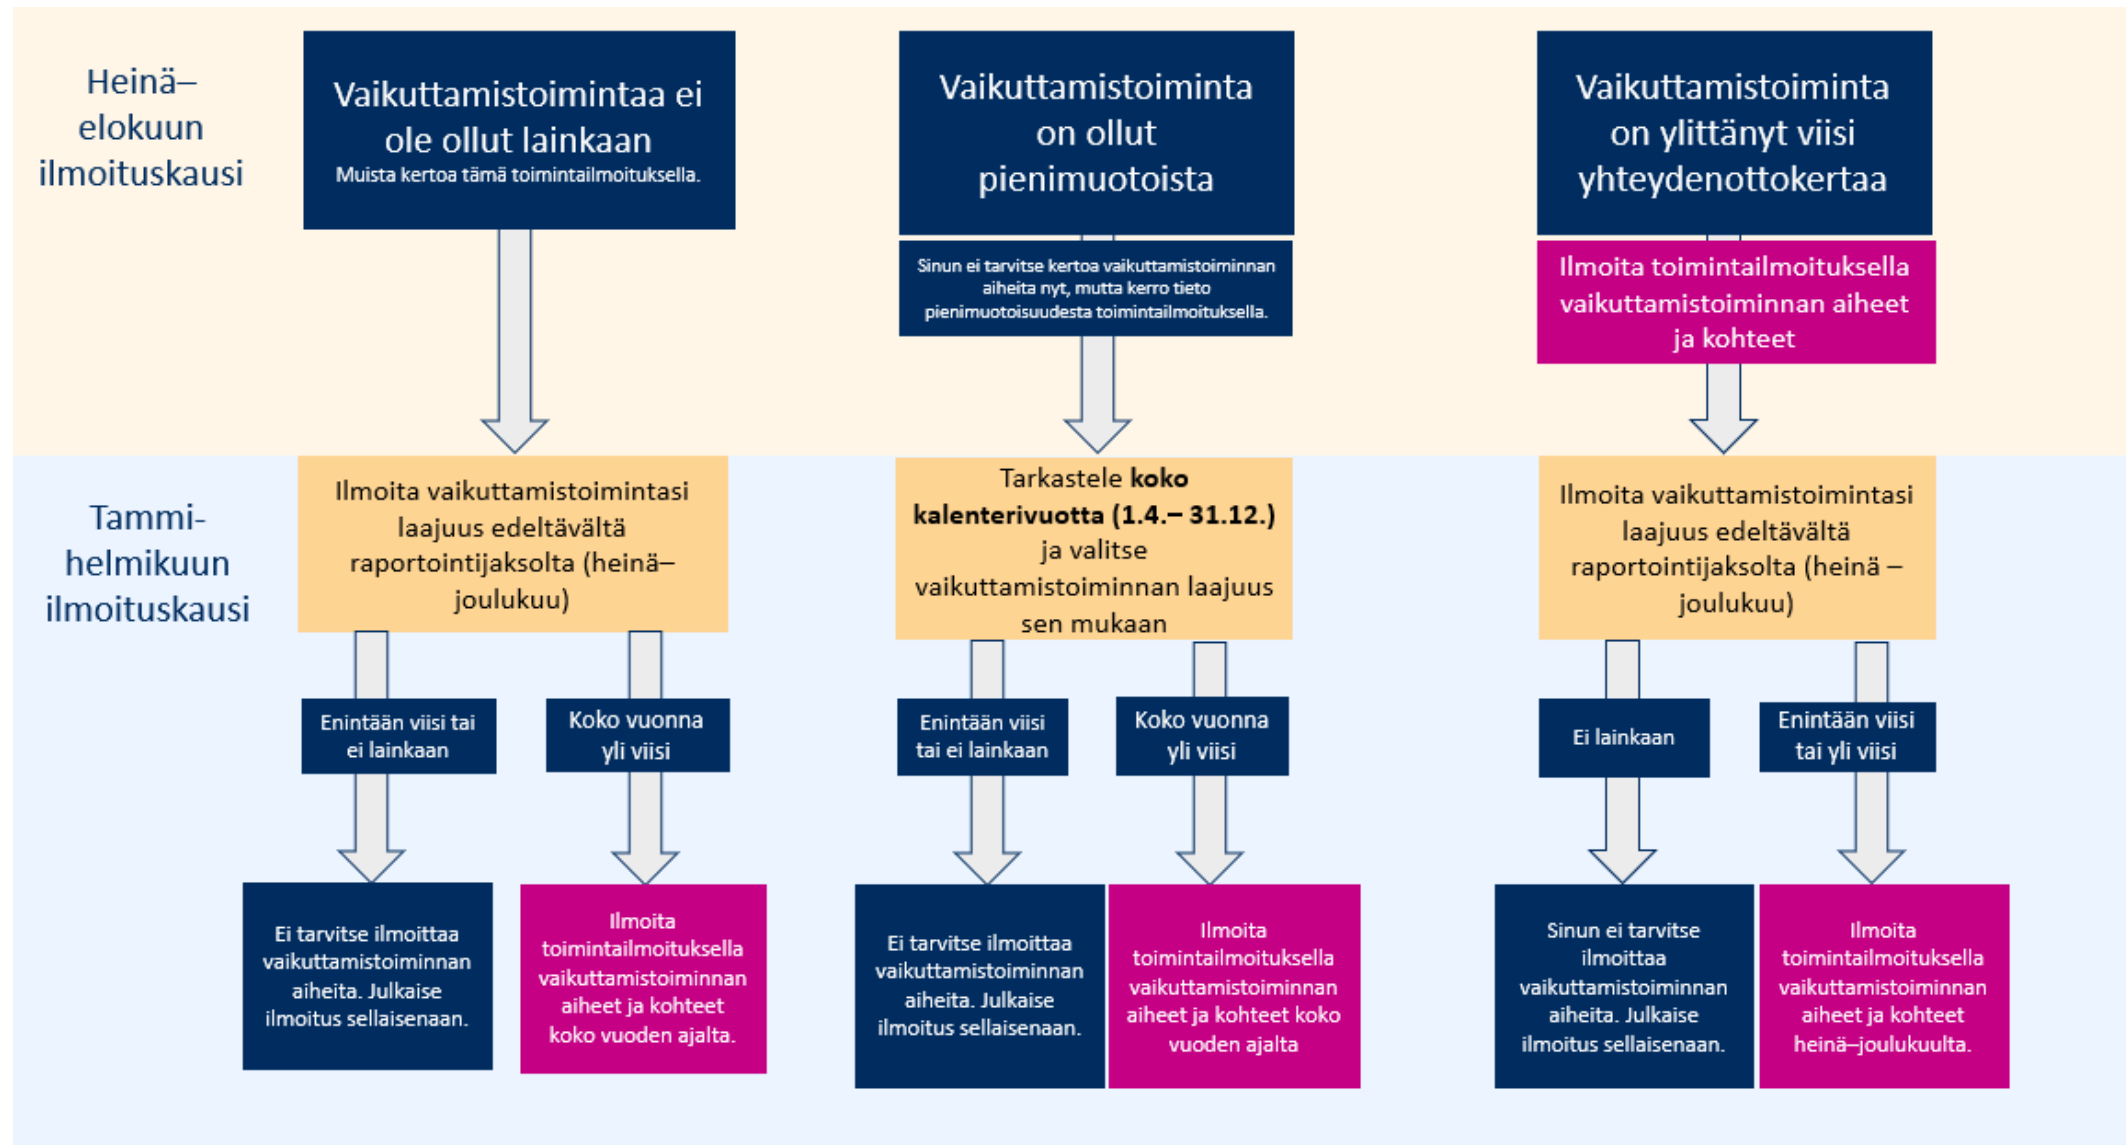 Heinä–
elokuun
ilmoituskausi
Vaikuttamistoimintaa ei
ole ollut lainkaan
Muista kertoa tämä toimintailmoituksella.
Vaikuttamistoiminta
on ollut
pienimuotoista
Sinun ei tarvitse kertoa vaikuttamistoiminnan
aiheita nyt, mutta kerro tieto
pienimuotoisuudesta toimintailmoituksella.
Vaikuttamistoiminta
on ylittänyt viisi
yhteydenottokertaa
Ilmoita toimintailmoituksella
vaikuttamistoiminnan aiheet
ja kohteet
Tammi-
helmikuun
ilmoituskausi
Ilmoita vaikuttamistoimintasi
laajuus edeltävältä
raportointijaksolta (heinä–
joulukuu)
Tarkastele koko
kalenterivuotta (1.4.– 31.12.)
ja valitse
vaikuttamistoiminnan laajuus
sen mukaan
Ilmoita vaikuttamistoimintasi
laajuus edeltävältä
raportointijaksolta (heinä –
joulukuu)
Enintään viisi tai
ei lainkaan
Koko vuonna
yli viisi
Enintään viisi
tai ei lainkaan
Koko vuonna
yli viisi
Ei lainkaan
Enintään viisi
tai yli viisi
Ei tarvitse ilmoittaa
vaikuttamistoiminnan
aiheita. Julkaise
ilmoitus sellaisenaan.
Ilmoita
toimintailmoituksella
vaikuttamistoiminnan
aiheet ja kohteet
koko vuoden ajalta.
Ei tarvitse ilmoittaa
vaikuttamistoiminnan
aiheita. Julkaise
ilmoitus sellaisenaan.
Ilmoita
toimintailmoituksella
vaikuttamistoiminnan
aiheet ja kohteet koko
vuoden ajalta
Sinun ei tarvitse
ilmoittaa
vaikuttamistoiminnan
aiheita. Julkaise
ilmoitus sellaisenaan.
Ilmoita
toimintailmoituksella
vaikuttamistoiminnan
aiheet ja kohteet
heinä–joulukuulta.